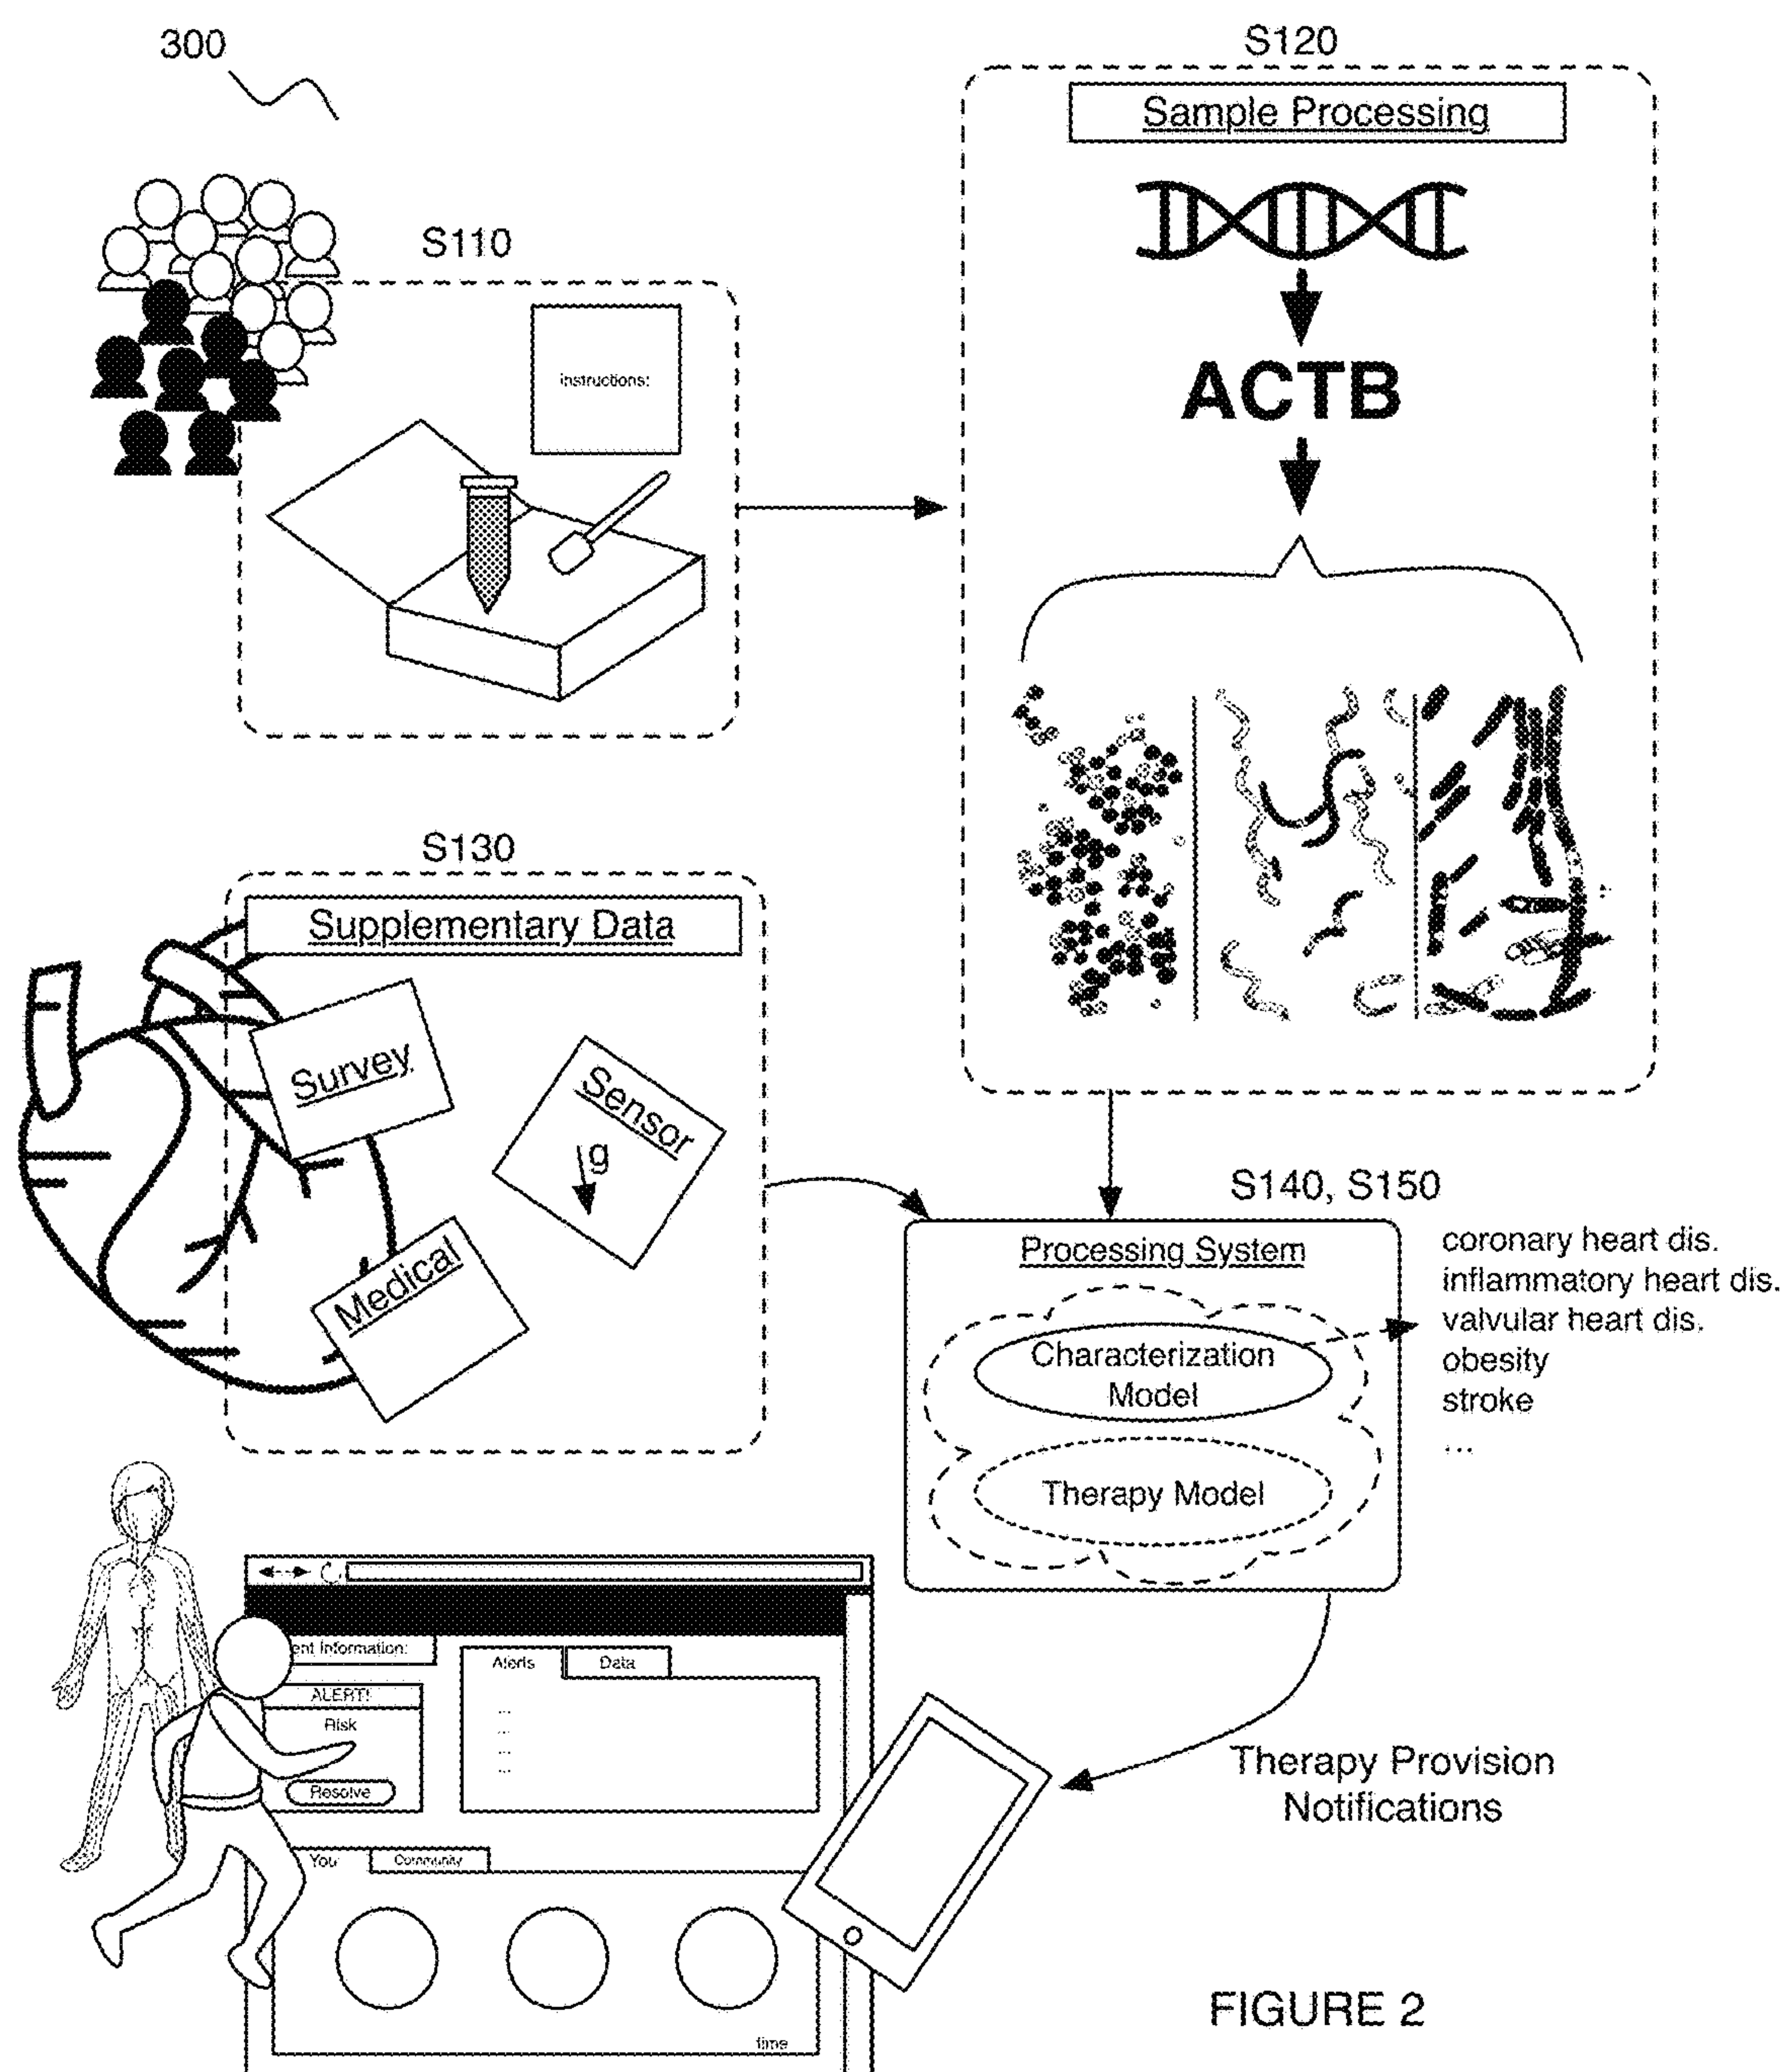 300
S110
instructions:
S120
Sample Processing
ACTB
S130
Supplementary Data
Survey
Sensor
g
Medical
S140, S150
Processing System
Characterization
Model
Therapy Model
coronary heart dis.
inflammatory heart dis.
valvular heart dis.
obesity
stroke
...
ent Information:
ALERT!
Risk
Resolve
Alerts
Data
...
...
...
...
You
Community
time
Therapy Provision
Notifications
FIGURE 2